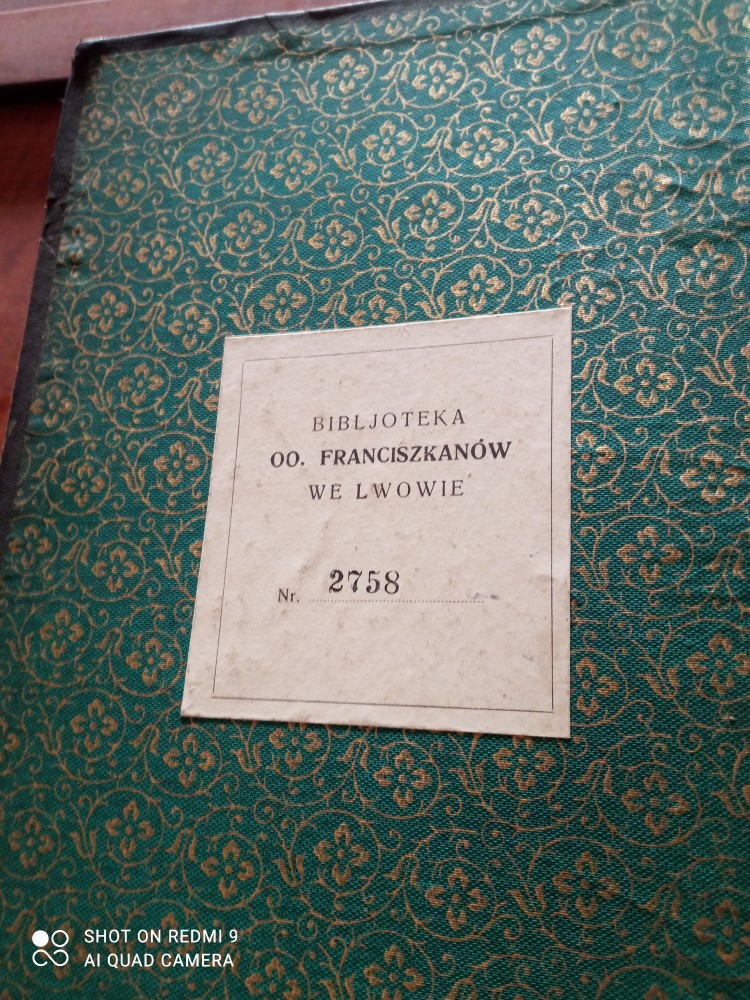 BIBLJOTEKA
OO. FRANCISZKANÓW
WE LWOWIE
Nr. 2758
SHOT ON REDMI 9
AI QUAD CAMERA